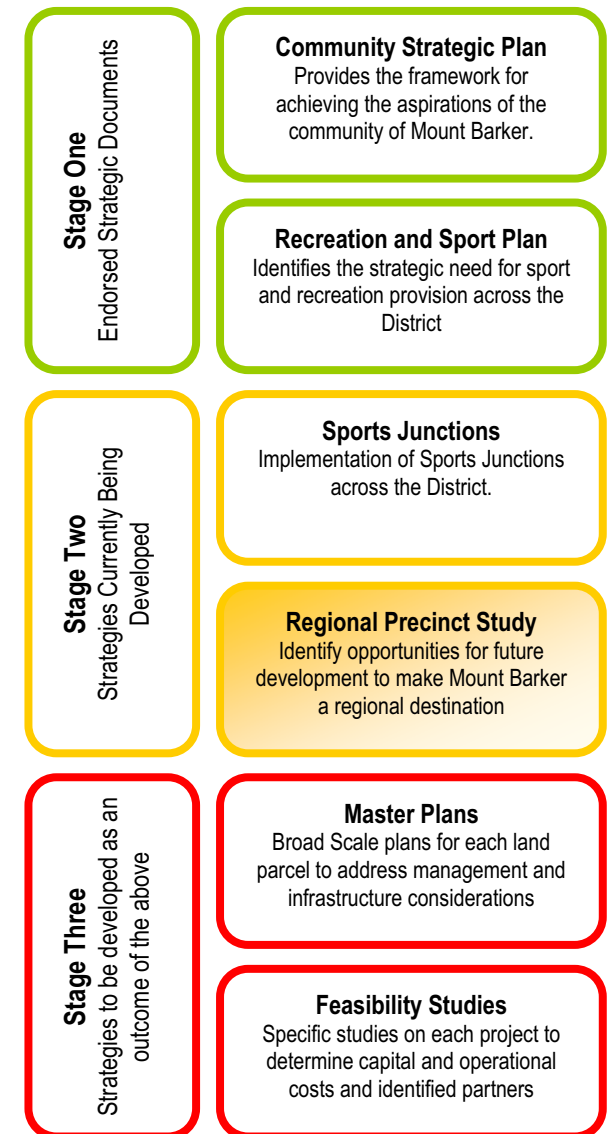 Stage One
Endorsed Strategic Documents
Community Strategic Plan
Provides the framework for
achieving the aspirations of the
community of Mount Barker.
Recreation and Sport Plan
Identifies the strategic need for sport
and recreation provision across the
District
Stage Two
Strategies Currently Being
Developed
Sports Junctions
Implementation of Sports Junctions
across the District.
Regional Precinct Study
Identify opportunities for future
development to make Mount Barker
a regional destination
Stage Three
Strategies to be developed as an
outcome of the above
Master Plans
Broad Scale plans for each land
parcel to address management and
infrastructure considerations
Feasibility Studies
Specific studies on each project to
determine capital and operational
costs and identified partners